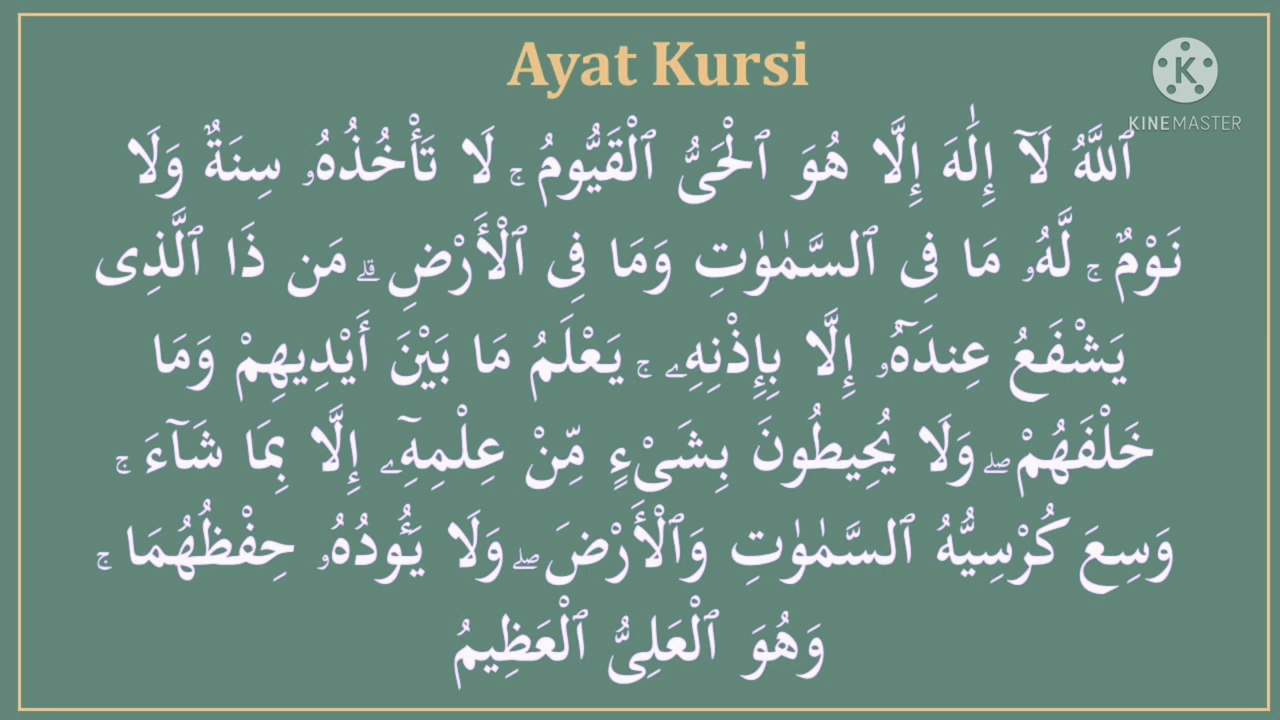 Ayat Kursi
K
KINEMASTER
ٱللَّهُ لَآ إِلَٰهَ إِلَّا هُوَ ٱلْحَىُّ ٱلْقَيُّومُ ۚ لَا تَأْخُذُهُۥ سِنَةٌ وَلَا
نَوْمٌ ۚ لَّهُۥ مَا فِى ٱلسَّمَٰوَٰتِ وَمَا فِى ٱلْأَرْضِ ۗ مَن ذَا ٱلَّذِى
يَشْفَعُ عِندَهُۥٓ إِلَّا بِإِذْنِهِۦ ۚ يَعْلَمُ مَا بَيْنَ أَيْدِيهِمْ وَمَا
خَلْفَهُمْ ۖ وَلَا يُحِيطُونَ بِشَىْءٍ مِّنْ عِلْمِهِۦٓ إِلَّا بِمَا شَآءَ ۚ
وَسِعَ كُرْسِيُّهُ ٱلسَّمَٰوَٰتِ وَٱلْأَرْضَ ۖ وَلَا يَـُٔودُهُۥ حِفْظُهُمَا ۚ
وَهُوَ ٱلْعَلِىُّ ٱلْعَظِيمُ